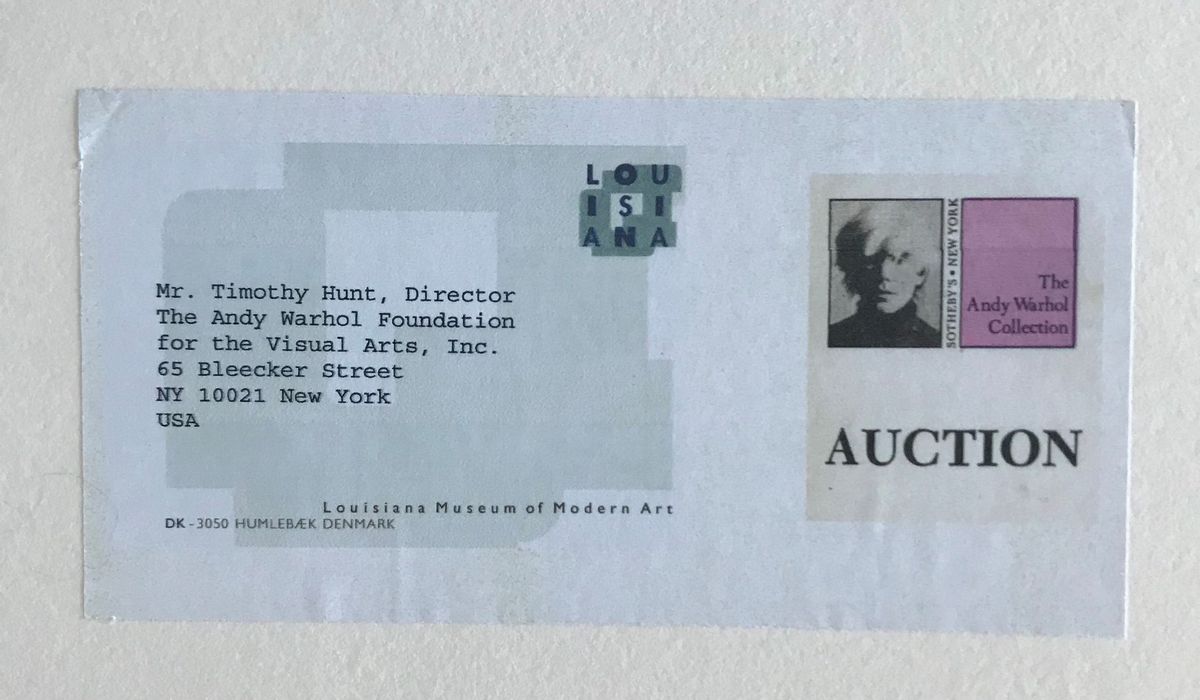 LOU
ISI
ANA
Mr. Timothy Hunt, Director
The Andy Warhol Foundation
for the Visual Arts, Inc.
65 Bleecker Street
NY 10021 New York
USA
Louisiana Museum of Modern Art
DK-3050 HUMLEBÆK DENMARK
SOTHEBY'S • NEW YORK
The
Andy Warhol
Collection
AUCTION